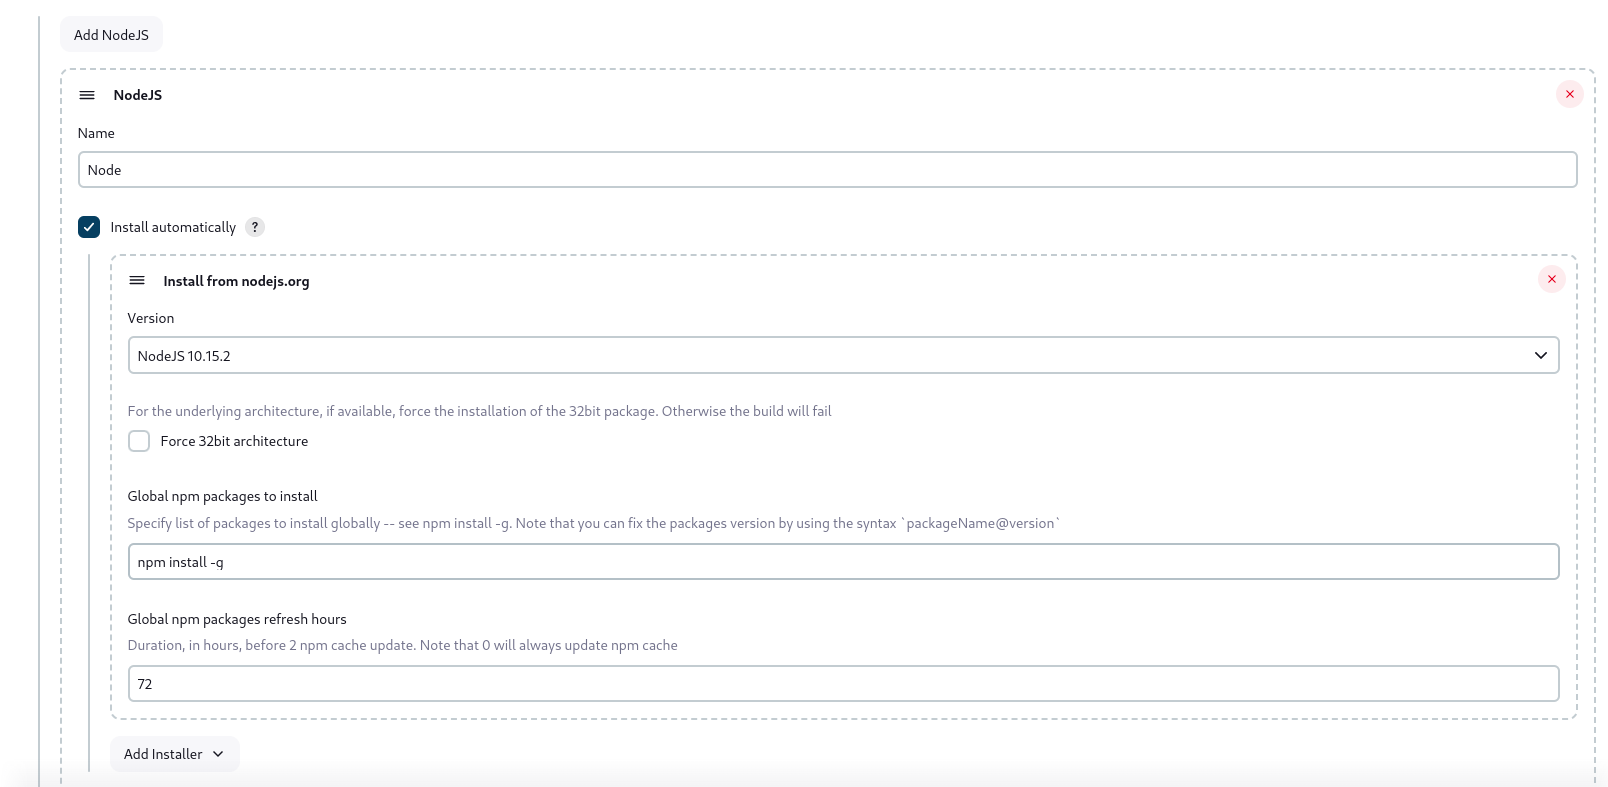 Add NodeJS
NodeJS
Name
Node
Install automatically ?
Install from nodejs.org
Version
NodeJS 10.15.2
For the underlying architecture, if available, force the installation of the 32bit package. Otherwise the build will fail
Force 32bit architecture
Global npm packages to install
Specify list of packages to install globally -- see npm install -g. Note that you can fix the packages version by using the syntax `packageName@version`
npm install -g
Global npm packages refresh hours
Duration, in hours, before 2 npm cache update. Note that 0 will always update npm cache
72
Add Installer